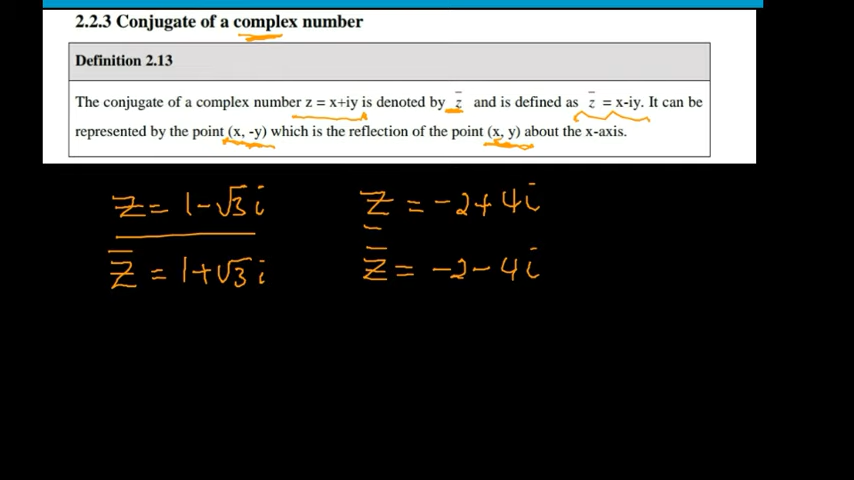 2.2.3 Conjugate of a complex number
Definition 2.13
The conjugate of a complex number z = x+iy is denoted by z̅ and is defined as z̅ = x-iy. It can be
represented by the point (x, -y) which is the reflection of the point (x, y) about the x-axis.
z = 1 - √3 i z = -2 + 4i
z̅ = 1 + √3 i z̅ = -2 - 4i